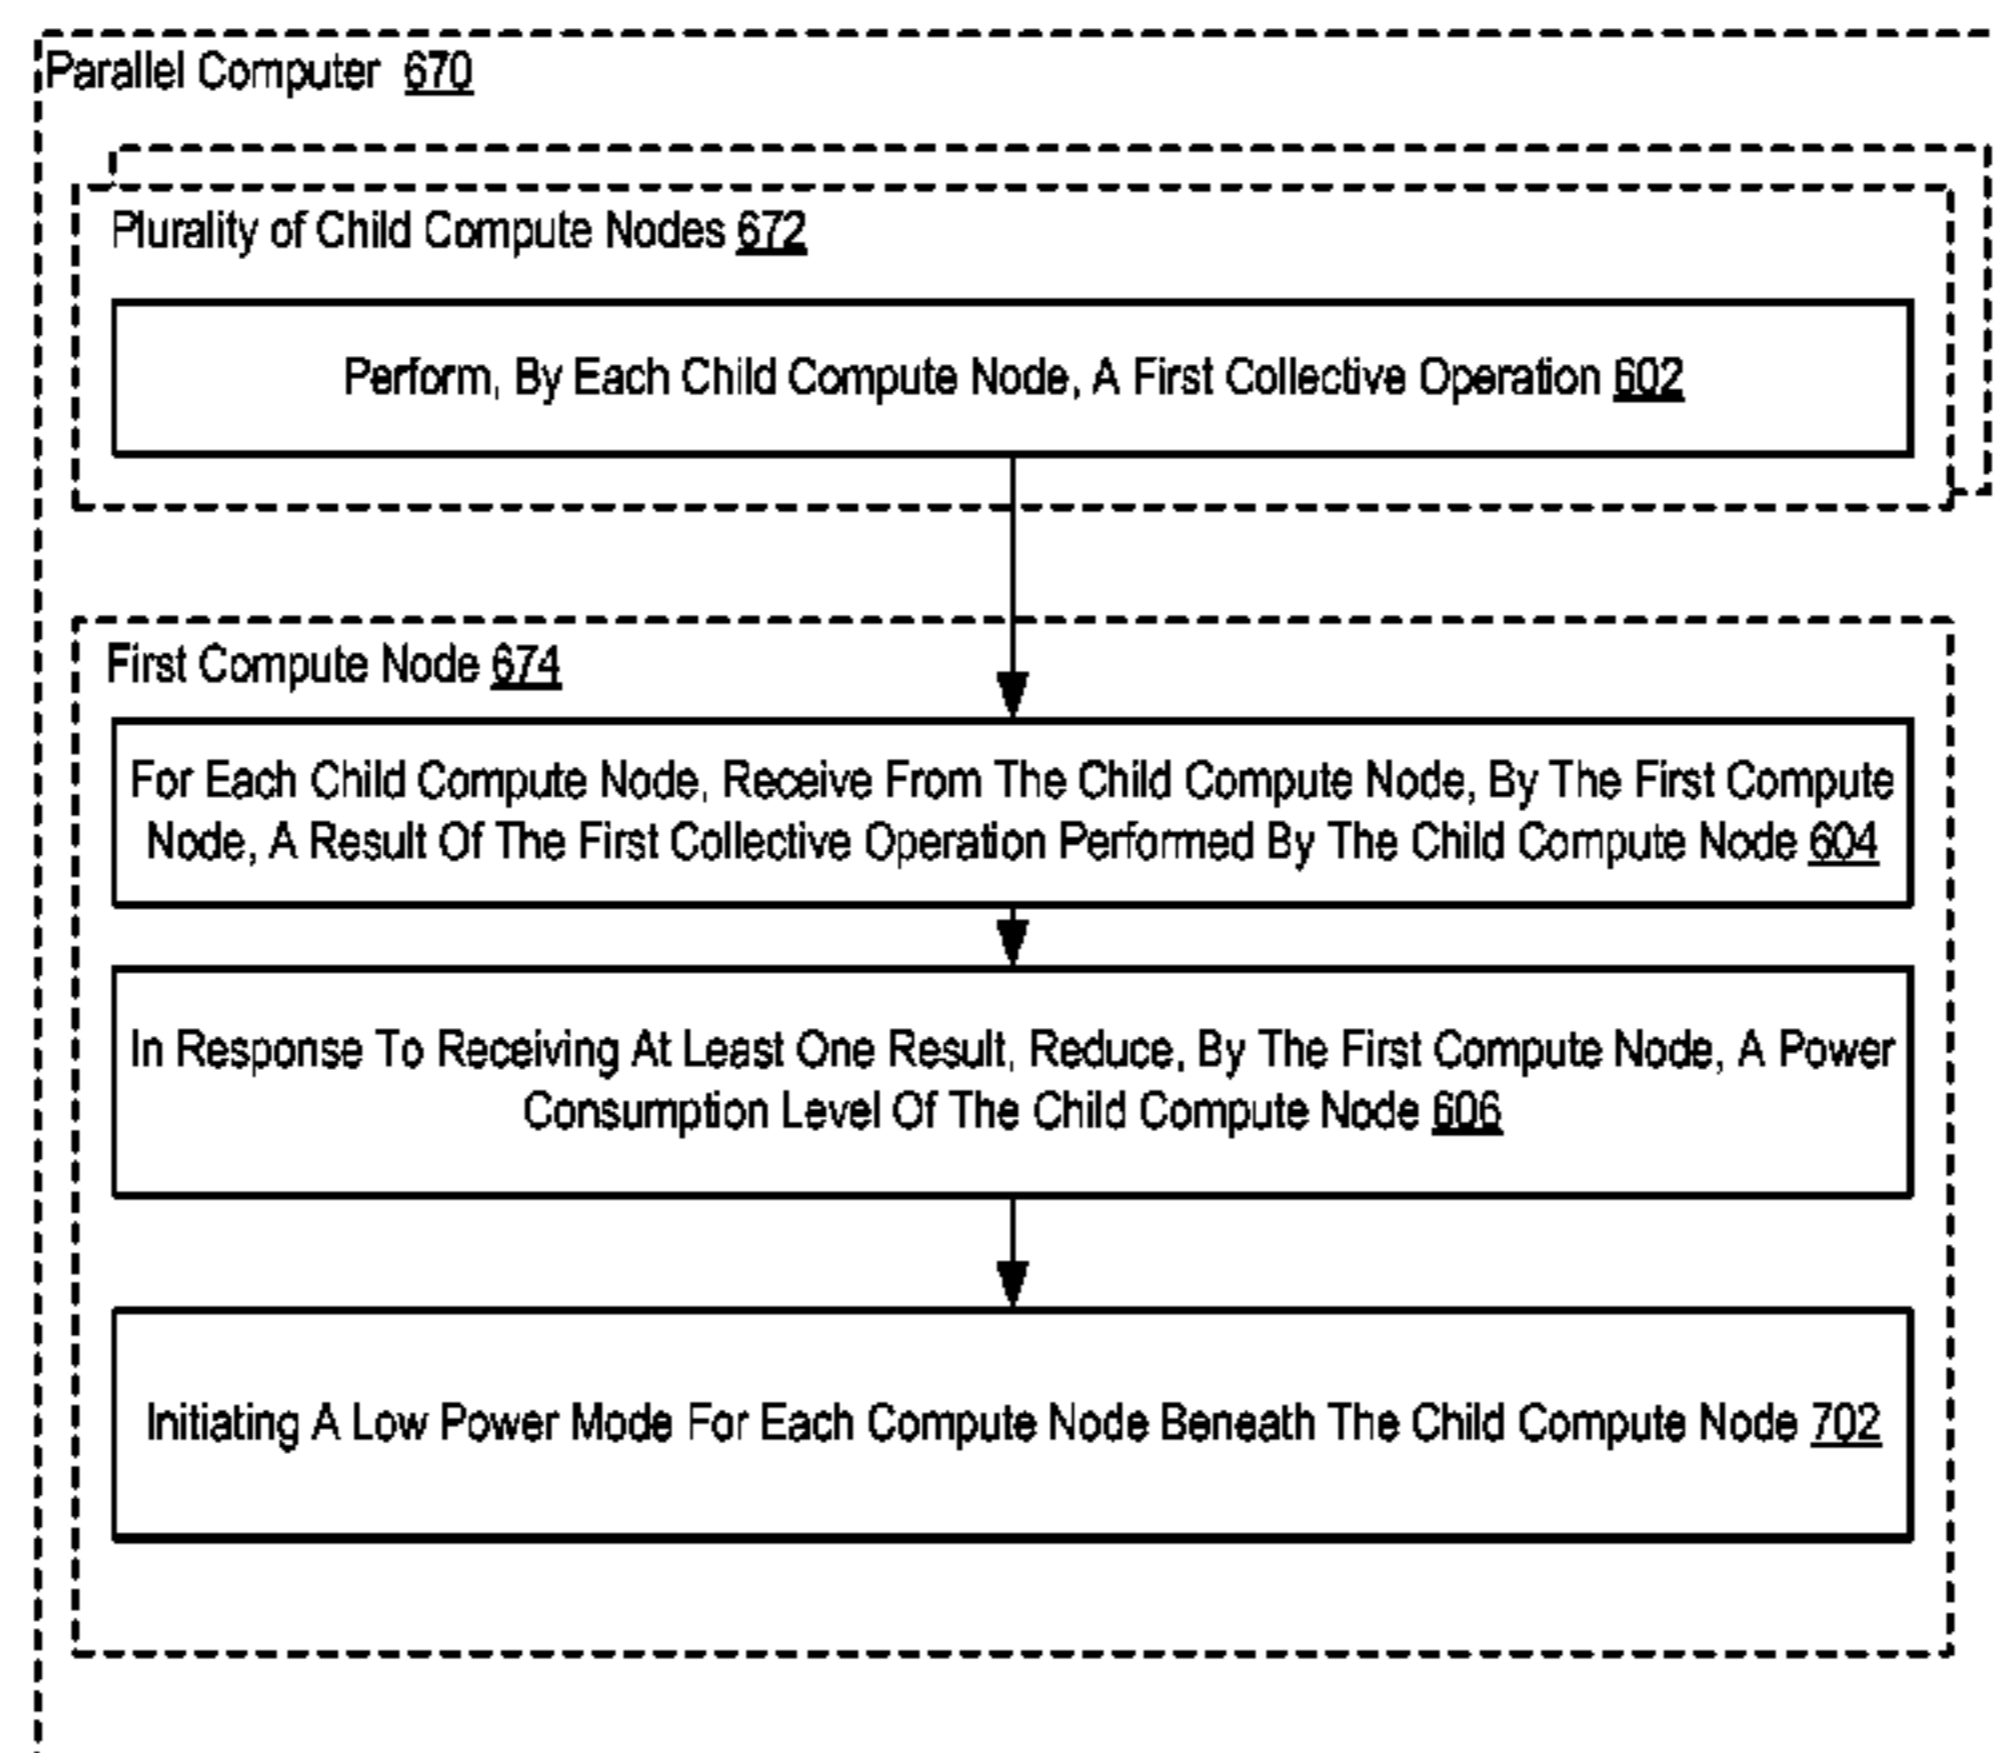 Parallel Computer 670
Plurality of Child Compute Nodes 672
Perform, By Each Child Compute Node, A First Collective Operation 602
First Compute Node 674
For Each Child Compute Node, Receive From The Child Compute Node, By The First Compute
Node, A Result Of The First Collective Operation Performed By The Child Compute Node 604
In Response To Receiving At Least One Result, Reduce, By The First Compute Node, A Power
Consumption Level Of The Child Compute Node 606
Initiating A Low Power Mode For Each Compute Node Beneath The Child Compute Node 702